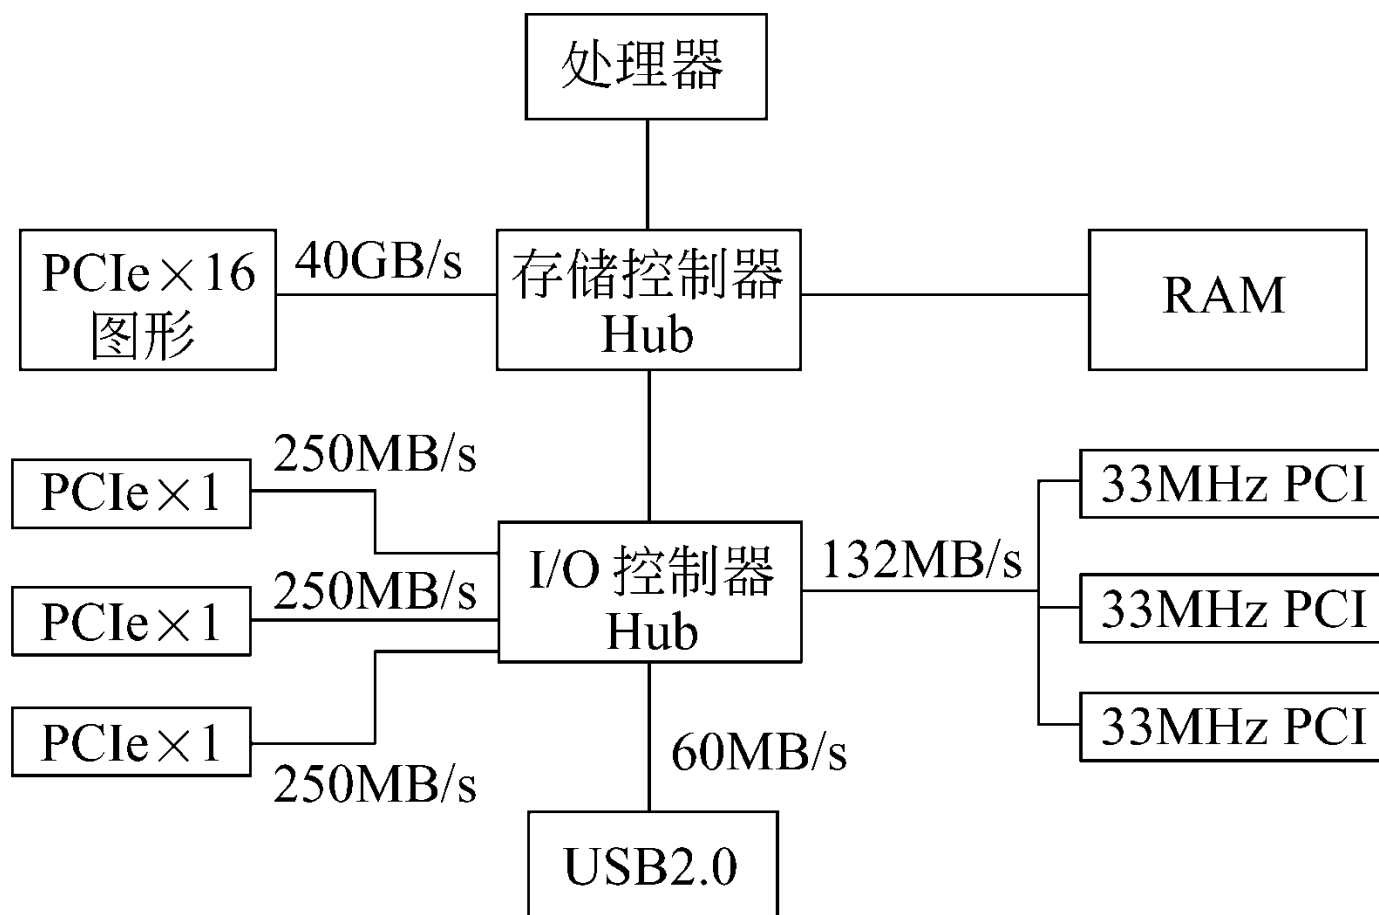 处理器
PCIe×16
图形
40GB/s
存储控制器
Hub
RAM
250MB/s
PCIe×1
250MB/s
PCIe×1
PCIe×1
250MB/s
I/O 控制器
Hub
132MB/s
33MHz PCI
33MHz PCI
33MHz PCI
60MB/s
USB2.0